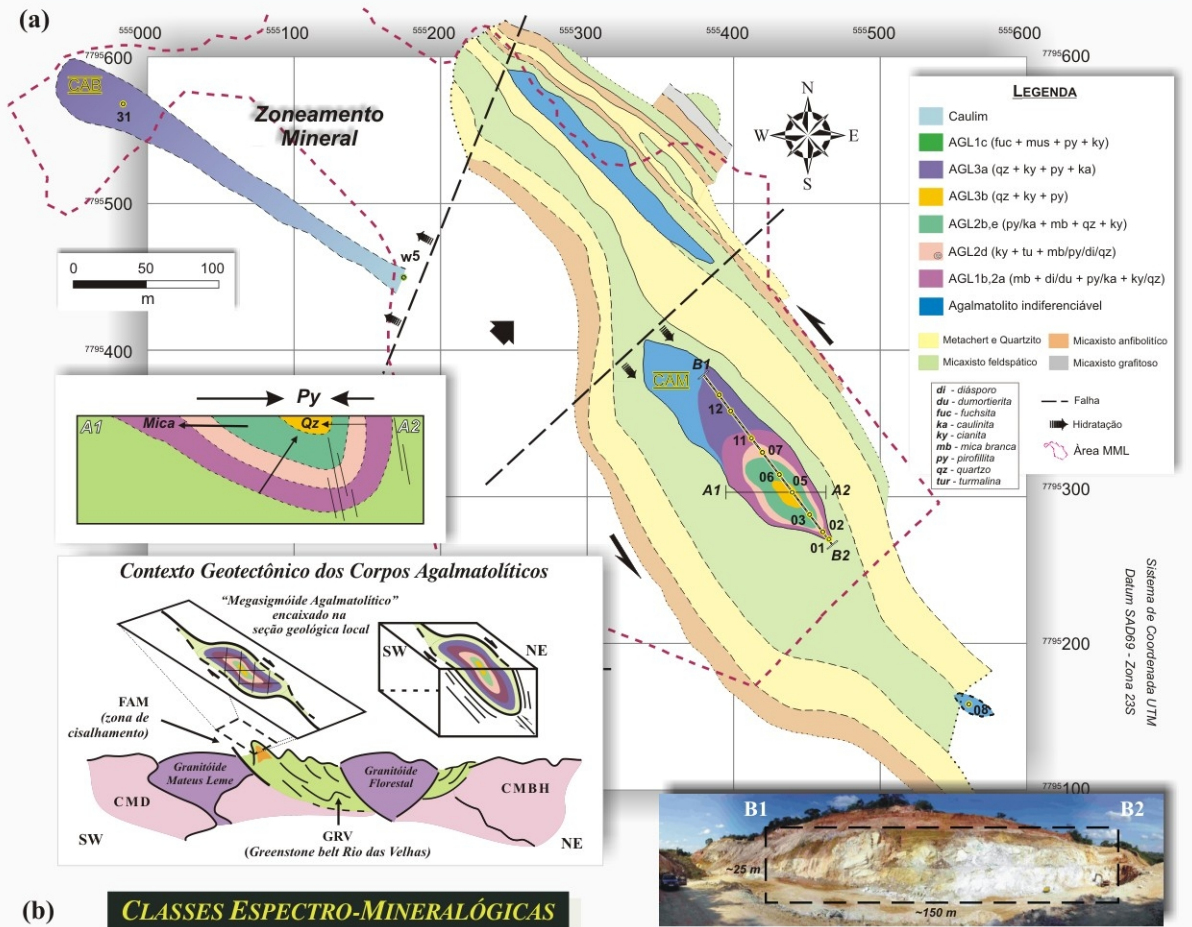 (a)
⁵⁵⁵000 ⁵⁵⁵100 ⁵⁵⁵200 ⁵⁵⁵300 ⁵⁵⁵400 ⁵⁵⁵500 ⁵⁵⁵600
⁷⁷⁹⁵600 ⁷⁷⁹⁵600
CAB
31
Zoneamento
Mineral
N
W E
S
⁷⁷⁹⁵500
w5
0 50 100
m
⁷⁷⁹⁵400
LEGENDA
Caulim
AGL1c (fuc + mus + py + ky)
AGL3a (qz + ky + py + ka)
AGL3b (qz + ky + py)
AGL2b,e (py/ka + mb + qz + ky)
AGL2d (ky + tu + mb/py/di/qz)
AGL1b,2a (mb + di/du + py/ka + ky/qz)
Agalmatolito indiferenciável
Metachert e Quartzito
Micaxisto anfibolítico
Micaxisto feldspático
Micaxisto grafitoso
di - diásporo
du - dumortierita
fuc - fuchsita
ka - caulinita
ky - cianita
mb - mica branca
py - pirofillita
qz - quartzo
tur - turmalina
Falha
Hidratação
Àrea MML
CAM
B1
12
11
07
06
05
A1 A2
03
02
01
B2
⁷⁷⁹⁵300
⁷⁷⁹⁵200
08
⁷⁷⁹⁵100
Sistema de Coordenada UTM
Datum SAD69 - Zona 23S
Py
A1 Mica Qz A2
Contexto Geotectônico dos Corpos Agalmatolíticos
“Megasigmóide Agalmatolítico”
encaixado na
seção geológica local
SW NE
FAM
(zona de
cisalhamento)
Granitóide
Mateus Leme
Granitóide
Florestal
CMD
CMBH
SW
GRV
NE
(Greenstone belt Rio das Velhas)
B1 B2
~25 m
~150 m
(b)
CLASSES ESPECTRO-MINERALÓGICAS